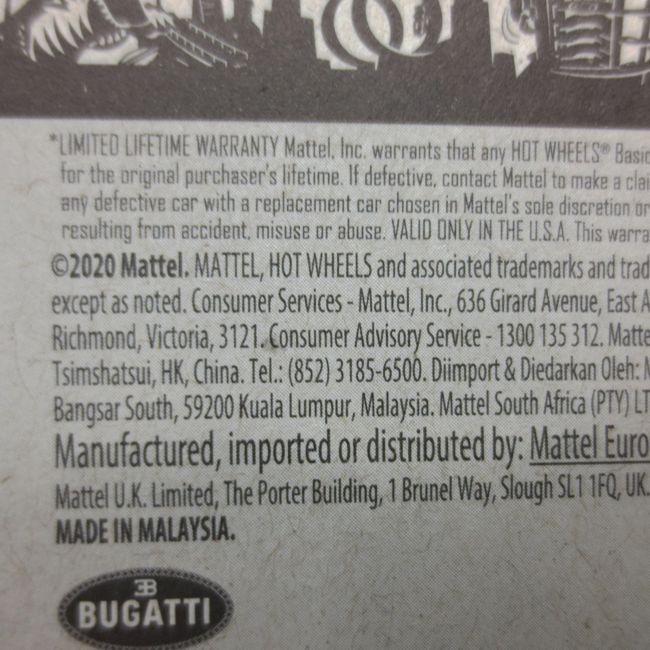 *LIMITED LIFETIME WARRANTY Mattel, Inc. warrants that any HOT WHEELS® Basic
for the original purchaser's lifetime. If defective, contact Mattel to make a clai
any defective car with a replacement car chosen in Mattel's sole discretion or
resulting from accident, misuse or abuse. VALID ONLY IN THE U.S.A. This warra
©2020 Mattel. MATTEL, HOT WHEELS and associated trademarks and trad
except as noted. Consumer Services - Mattel, Inc., 636 Girard Avenue, East A
Richmond, Victoria, 3121. Consumer Advisory Service - 1300 135 312. Matte
Tsimshatsui, HK, China. Tel.: (852) 3185-6500. Diimport & Diedarkan Oleh: M
Bangsar South, 59200 Kuala Lumpur, Malaysia. Mattel South Africa (PTY) LT
Manufactured, imported or distributed by: Mattel Euro
Mattel U.K. Limited, The Porter Building, 1 Brunel Way, Slough SL1 1FQ, UK.
MADE IN MALAYSIA.
EB
BUGATTI